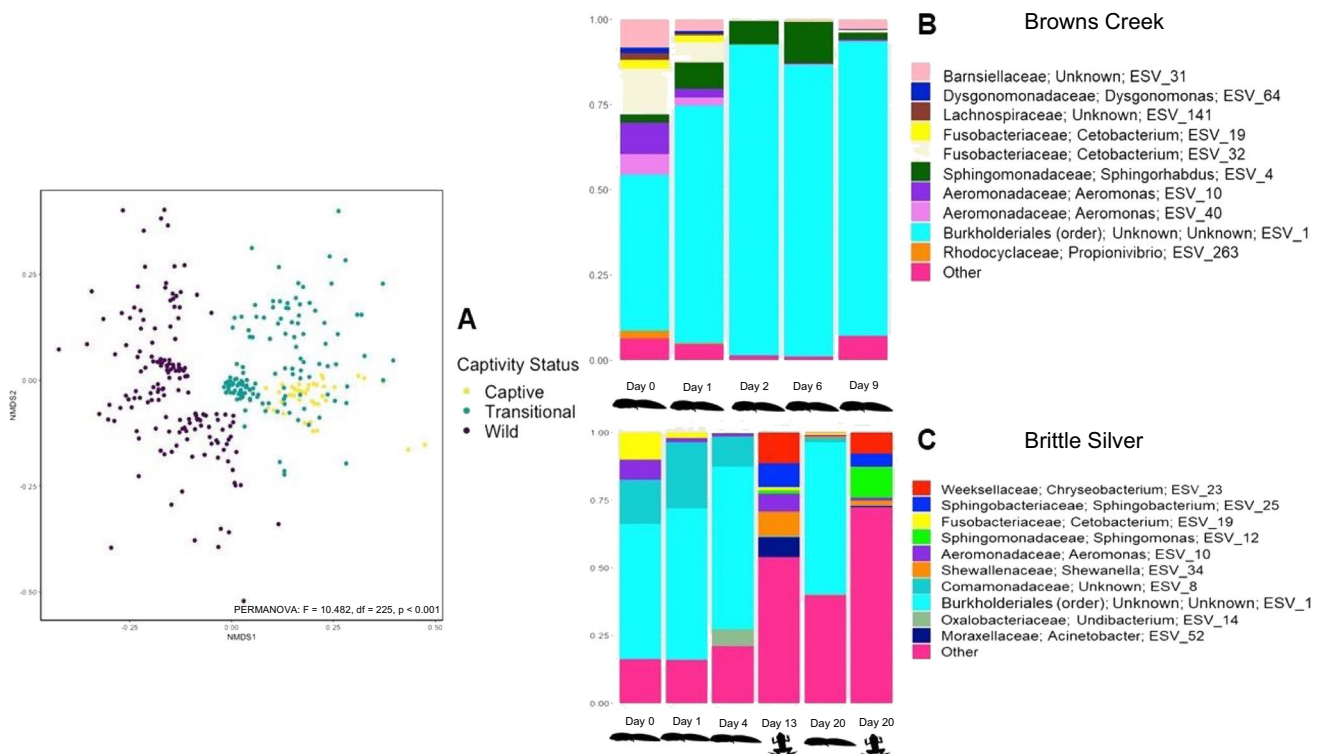 A
Captivity Status
Captive
Transitional
Wild
0.25
0.00
-0.25
-0.50
NMDS2
-0.25
0.00
0.25
0.50
NMDS1
PERMANOVA: F = 10.482, df = 225, p < 0.001
B
Browns Creek
1.00
0.75
0.50
0.25
0.00
Day 0
Day 1
Day 2
Day 6
Day 9
Barnsiellaceae; Unknown; ESV_31
Dysgonomonadaceae; Dysgonomonas; ESV_64
Lachnospiraceae; Unknown; ESV_141
Fusobacteriaceae; Cetobacterium; ESV_19
Fusobacteriaceae; Cetobacterium; ESV_32
Sphingomonadaceae; Sphingorhabdus; ESV_4
Aeromonadaceae; Aeromonas; ESV_10
Aeromonadaceae; Aeromonas; ESV_40
Burkholderiales (order); Unknown; Unknown; ESV_1
Rhodocyclaceae; Propionivibrio; ESV_263
Other
C
Brittle Silver
1.00
0.75
0.50
0.25
0.00
Day 0
Day 1
Day 4
Day 13
Day 20
Day 20
Weeksellaceae; Chryseobacterium; ESV_23
Sphingobacteriaceae; Sphingobacterium; ESV_25
Fusobacteriaceae; Cetobacterium; ESV_19
Sphingomonadaceae; Sphingomonas; ESV_12
Aeromonadaceae; Aeromonas; ESV_10
Shewallenaceae; Shewanella; ESV_34
Comamonadaceae; Unknown; ESV_8
Burkholderiales (order); Unknown; Unknown; ESV_1
Oxalobacteriaceae; Undibacterium; ESV_14
Moraxellaceae; Acinetobacter; ESV_52
Other